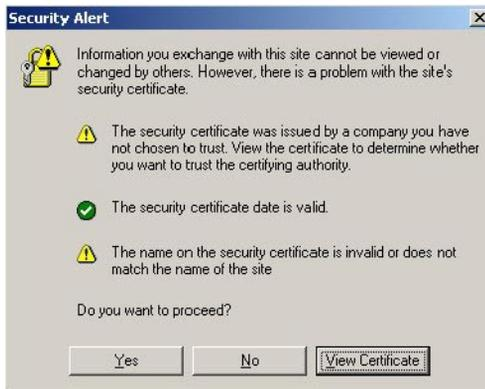 Security Alert
Information you exchange with this site cannot be viewed or
changed by others. However, there is a problem with the site's
security certificate.
The security certificate was issued by a company you have
not chosen to trust. View the certificate to determine whether
you want to trust the certifying authority.
The security certificate date is valid.
The name on the security certificate is invalid or does not
match the name of the site
Do you want to proceed?
Yes No View Certificate